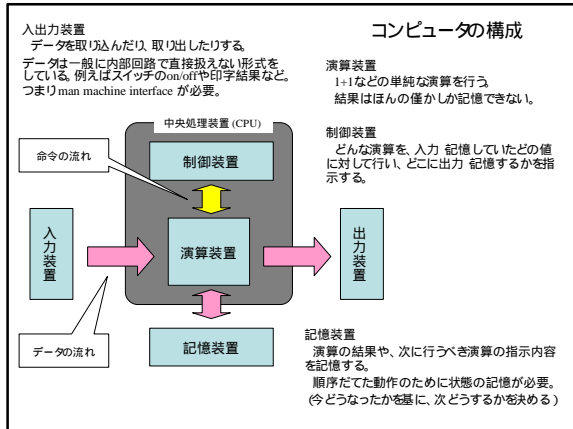 コンピュータの構成
入出力装置
データを取り込んだり、取り出したりする。
データは一般に内部回路で直接扱えない形式を
している。例えばスイッチのon/offや印字結果など。
つまりman machine interface が必要。
演算装置
1+1などの単純な演算を行う。
結果はほんの僅かしか記憶できない。
制御装置
どんな演算を、入力 記憶していたどの値
に対して行い、どこに出力 記憶するかを指
示する。
中央処理装置 (CPU)
命令の流れ
制御装置
入力装置
演算装置
出力装置
データの流れ
記憶装置
記憶装置
演算の結果や、次に行うべき演算の指示内容
を記憶する。
順序だてた動作のために状態の記憶が必要。
(今どうなったかを基に、次どうするかを決める)